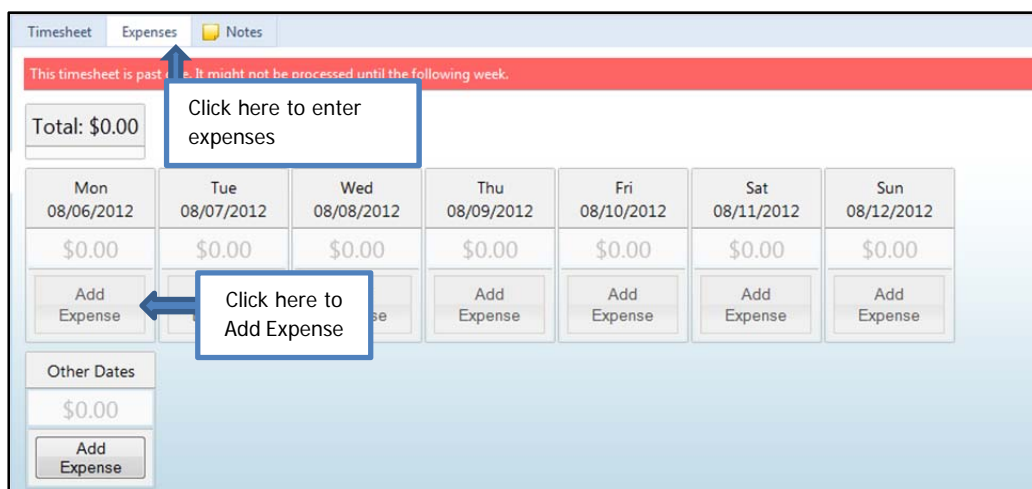 Timesheet Expenses Notes
This timesheet is past It might not be processed until the following week.
Click here to enter
expenses
Total: $0.00
Mon Tue Wed Thu Fri Sat Sun
08/06/2012 08/07/2012 08/08/2012 08/09/2012 08/10/2012 08/11/2012 08/12/2012
$0.00 $0.00 $0.00 $0.00 $0.00 $0.00 $0.00
Add Click here to Add Add Add Add
Expense Add Expense Expense Expense Expense Expense
Other Dates
$0.00
Add
Expense